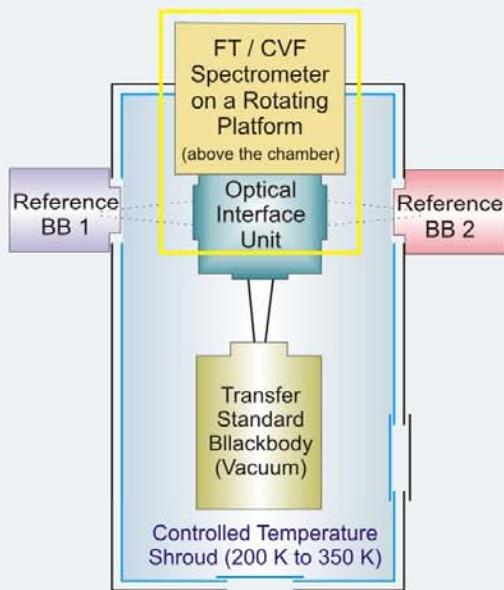 FT / CVF
Spectrometer
on a Rotating
Platform
(above the chamber)
Reference
BB 1
Optical
Interface
Unit
Reference
BB 2
Transfer
Standard
Bllackbody
(Vacuum)
Controlled Temperature
Shroud (200 K to 350 K)